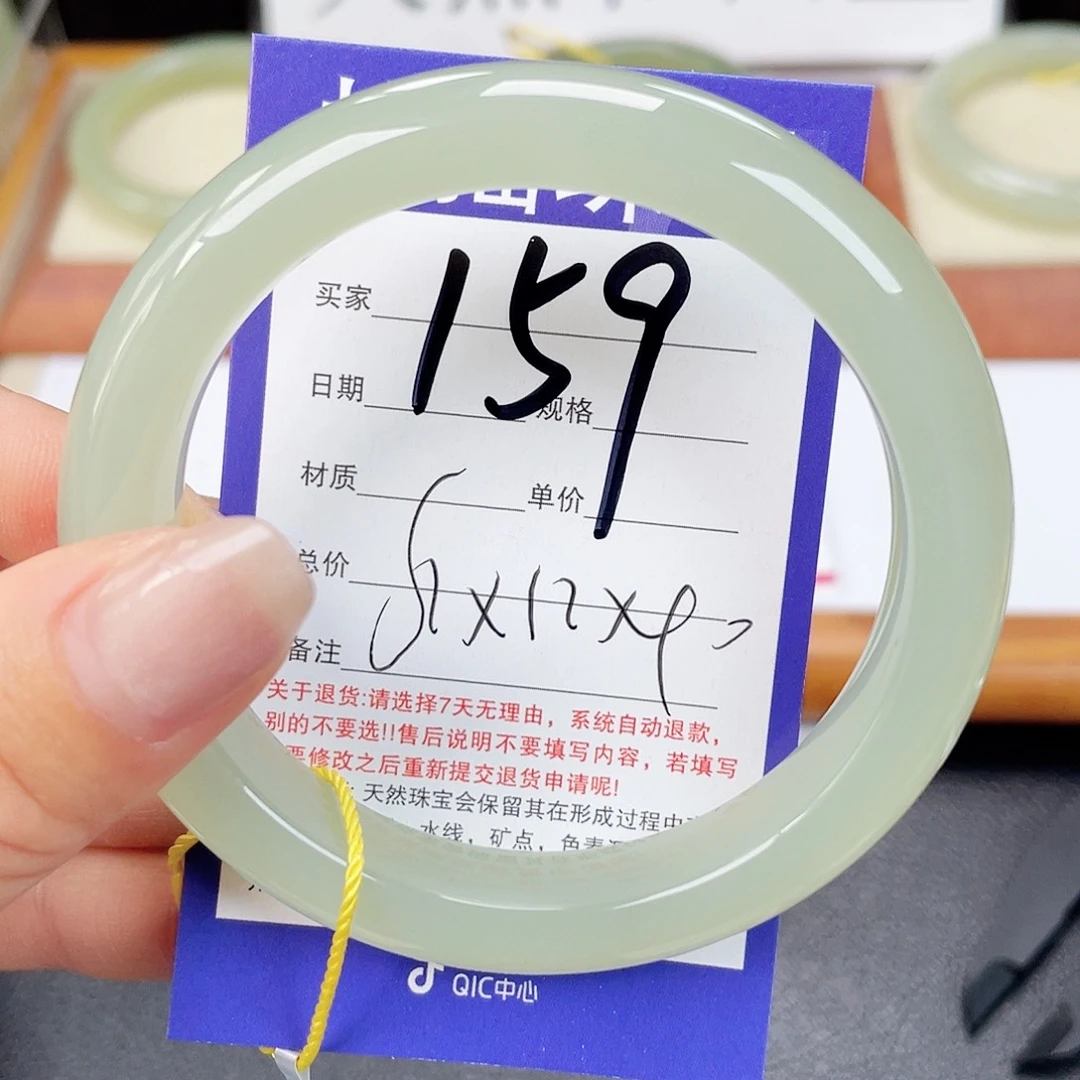 159
买家
日期 规格
材质 单价
总价
备注
关于退货:请选择7天无理由，系统自动退款，
别的不要选!!售后说明不要填写内容，若填写
要修改之后重新提交退货申请呢!
天然珠宝会保留其在形成过程中
水线，矿点，色素
QIC中心